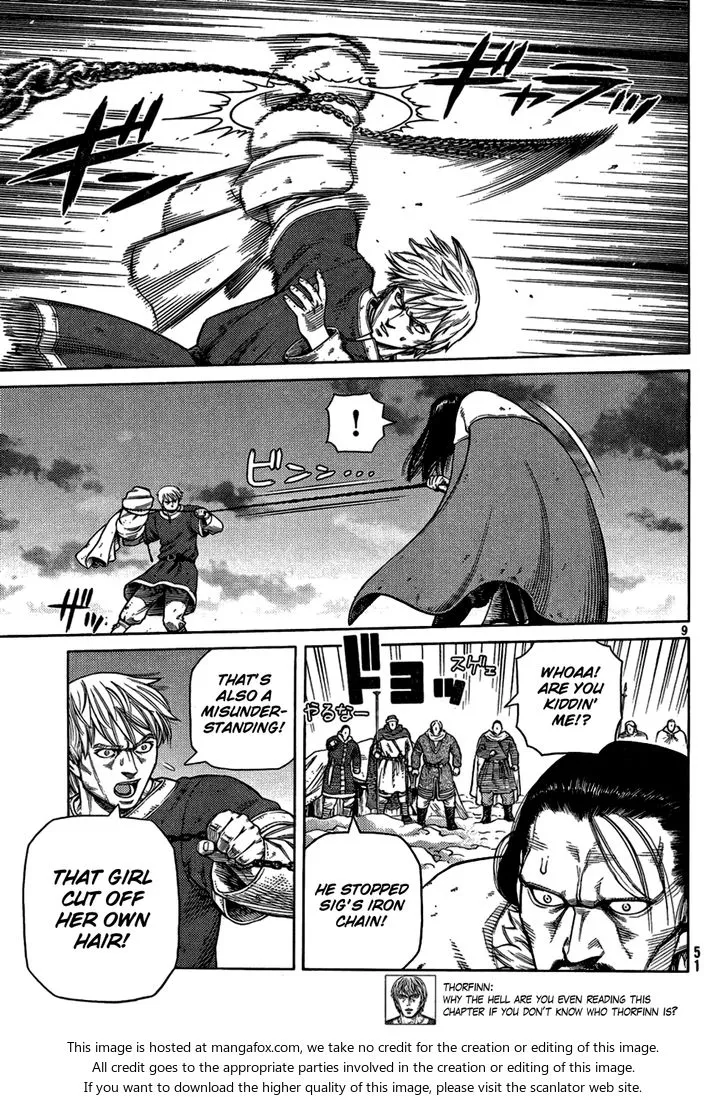 ギャラッ
ギギ
!
ビンン...
ギギッ
9
THAT'S
ALSO A
MISUNDER-
STANDING!
THAT GIRL
CUT OFF
HER OWN
HAIR!
ドヨッ
スゲェ
やるなー
WHOAA!
ARE YOU
KIDDIN'
ME!?
HE STOPPED
SIG'S IRON
CHAIN!
51
THORFINN:
WHY THE HELL ARE YOU EVEN READING THIS
CHAPTER IF YOU DON'T KNOW WHO THORFINN IS?
This image is hosted at mangafox.com, we take no credit for the creation or editing of this image.
All credit goes to the appropriate parties involved in the creation or editing of this image.
If you want to download the higher quality of this image, please visit the scanlator web site.